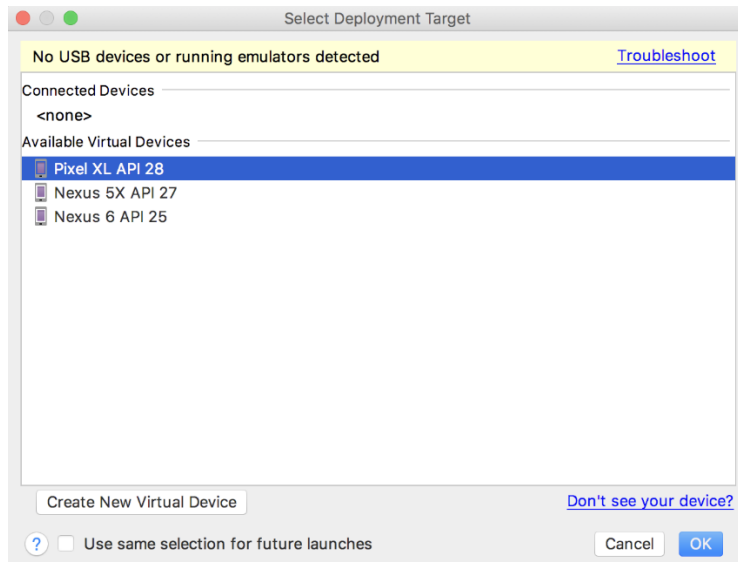 Select Deployment Target
No USB devices or running emulators detected Troubleshoot
Connected Devices
<none>
Available Virtual Devices
Pixel XL API 28
Nexus 5X API 27
Nexus 6 API 25
Create New Virtual Device Don't see your device?
? Use same selection for future launches Cancel OK